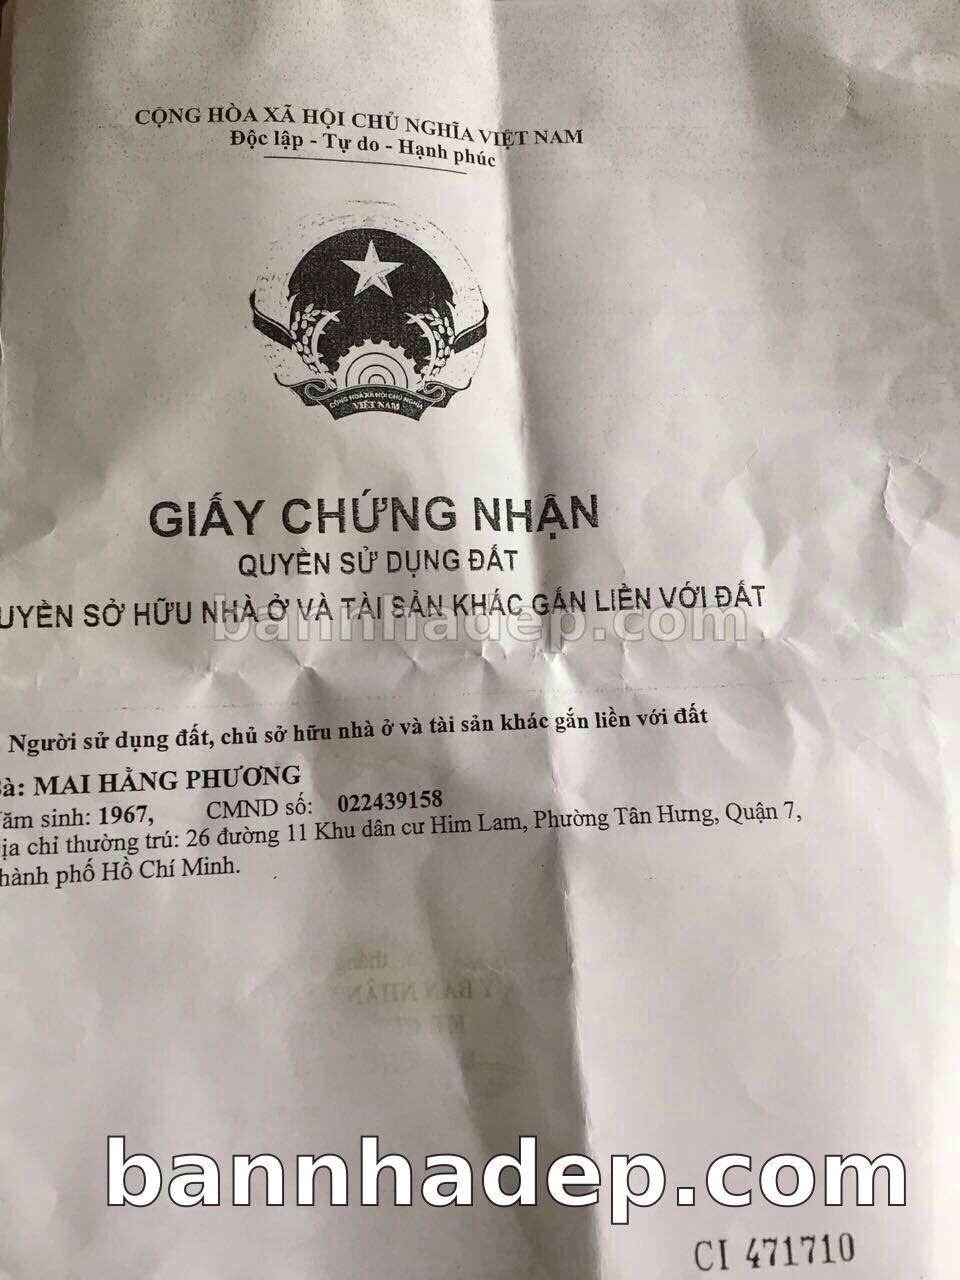 CỘNG HÒA XÃ HỘI CHỦ NGHĨA VIỆT NAM
Độc lập - Tự do - Hạnh phúc
CỘNG HOÀ XÃ HỘI CHỦ NGHĨA
VIỆT NAM
GIẤY CHỨNG NHẬN
QUYỀN SỬ DỤNG ĐẤT
UYỀN SỞ HỮU NHÀ Ở VÀ TÀI SẢN KHÁC GẮN LIỀN VỚI ĐẤT
bannhadep.com
Người sử dụng đất, chủ sở hữu nhà ở và tài sản khác gắn liền với đất
à: MAI HẰNG PHƯƠNG
ăm sinh: 1967, CMND số: 022439158
ịa chỉ thường trú: 26 đường 11 Khu dân cư Him Lam, Phường Tân Hưng, Quận 7,
hành phố Hồ Chí Minh.
bannhadep.com
CI 471710